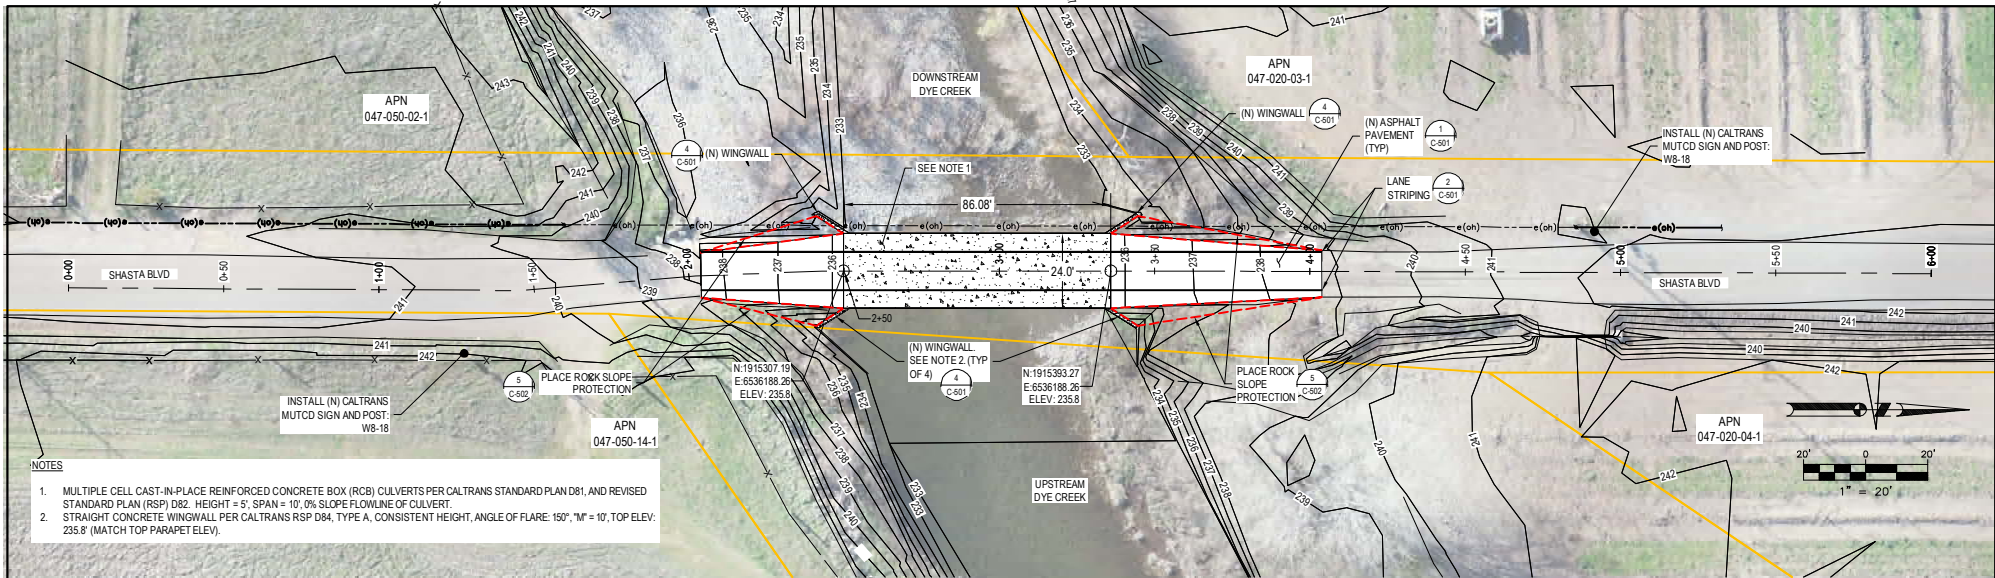 APN
047-050-02-1
4
C-501
(N) WINGWALL
DOWNSTREAM
DYE CREEK
SEE NOTE 1
86.08'
24.0'
(N) WINGWALL
4
C-501
APN
047-020-03-1
(N) ASPHALT
PAVEMENT
(TYP)
1
C-501
LANE
STRIPING
2
C-501
INSTALL (N) CALTRANS
MUTCD SIGN AND POST:
W8-18
SHASTA BLVD
0+00
0+50
1+00
1+50
2+00
2+50
3+00
3+50
4+00
4+50
5+00
5+50
6+00
SHASTA BLVD
e(oh)
INSTALL (N) CALTRANS
MUTCD SIGN AND POST:
W8-18
5
C-502
PLACE ROCK SLOPE
PROTECTION
APN
047-050-14-1
N:1915307.19
E:6536188.26
ELEV: 235.8
(N) WINGWALL
SEE NOTE 2. (TYP
OF 4)
4
C-501
N:1915393.27
E:6536188.26
ELEV: 235.8
PLACE ROCK
SLOPE
PROTECTION
5
C-502
UPSTREAM
DYE CREEK
APN
047-020-04-1
20' 0 20'
1" = 20'
NOTES
1. MULTIPLE CELL CAST-IN-PLACE REINFORCED CONCRETE BOX (RCB) CULVERTS PER CALTRANS STANDARD PLAN D81, AND REVISED
STANDARD PLAN (RSP) D82. HEIGHT = 5', SPAN = 10', 0% SLOPE FLOWLINE OF CULVERT.
2. STRAIGHT CONCRETE WINGWALL PER CALTRANS RSP D84, TYPE A, CONSISTENT HEIGHT, ANGLE OF FLARE: 150°, "M" = 10', TOP ELEV:
235.8' (MATCH TOP PARAPET ELEV).